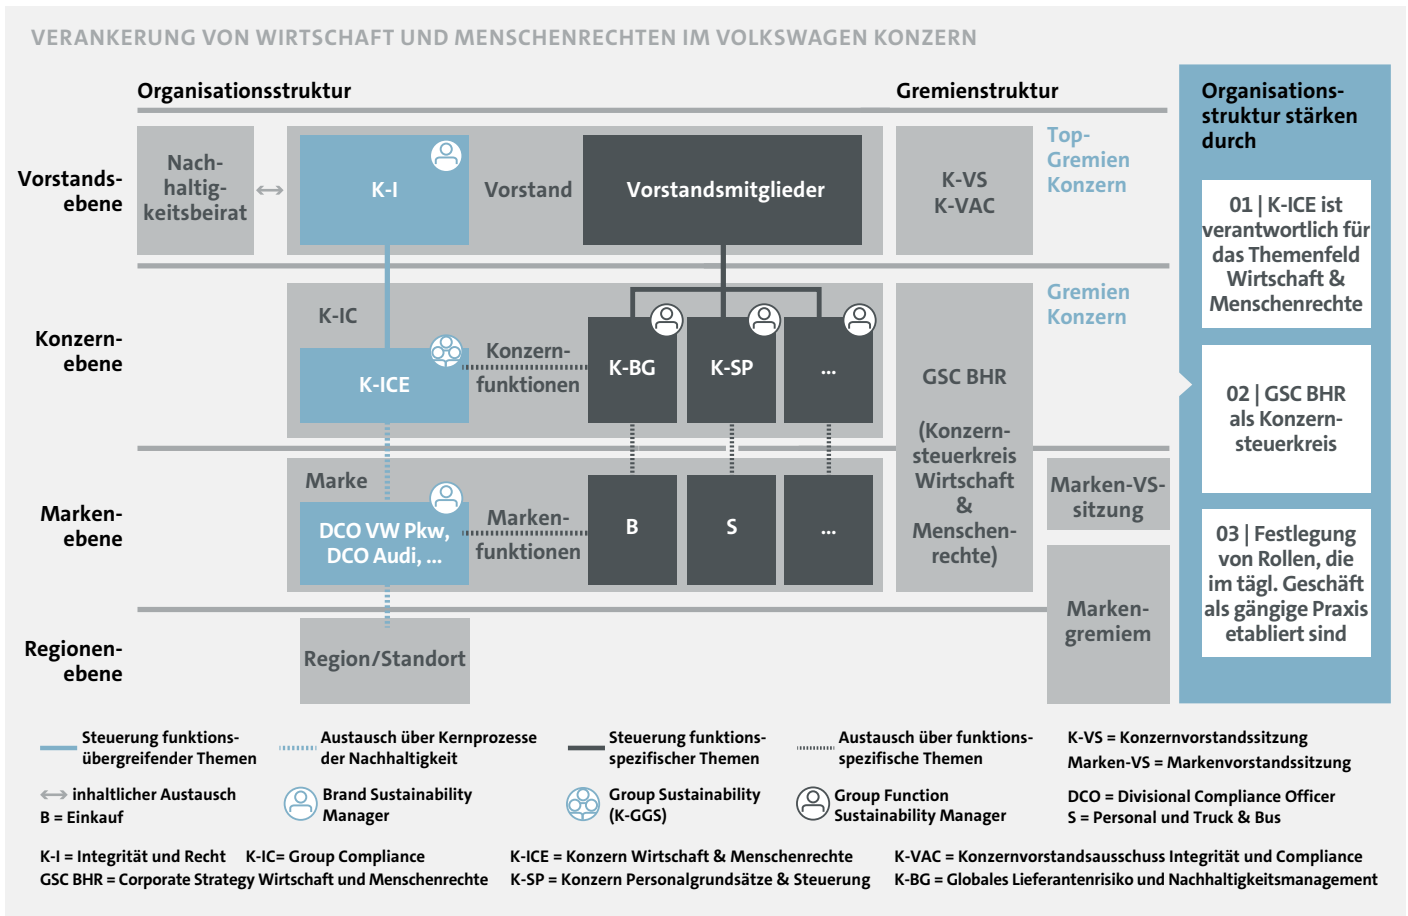 VERANKERUNG VON WIRTSCHAFT UND MENSCHENRECHTEN IM VOLKSWAGEN KONZERN
Organisationsstruktur
Gremienstruktur
Vorstands-
ebene
Nach-
haltig-
keitsbeirat
K-I
Vorstand
Vorstandsmitglieder
K-VS
K-VAC
Top-
Gremien
Konzern
Konzern-
ebene
K-IC
K-ICE
Konzern-
funktionen
K-BG
K-SP
...
GSC BHR
(Konzern-
steuerkreis
Wirtschaft
&
Menschen-
rechte)
Gremien
Konzern
Marken-
ebene
Marke
DCO VW Pkw,
DCO Audi, ...
Marken-
funktionen
B
S
...
Marken-VS-
sitzung
Marken-
gremiem
Regionen-
ebene
Region/Standort
Organisations-
struktur stärken
durch
01 | K-ICE ist
verantwortlich für
das Themenfeld
Wirtschaft &
Menschenrechte
02 | GSC BHR
als Konzern-
steuerkreis
03 | Festlegung
von Rollen, die
im tägl. Geschäft
als gängige Praxis
etabliert sind
Steuerung funktions-
übergreifender Themen
Austausch über Kernprozesse
der Nachhaltigkeit
Steuerung funktions-
spezifischer Themen
Austausch über funktions-
spezifische Themen
K-VS = Konzernvorstandssitzung
Marken-VS = Markenvorstandssitzung
inhaltlicher Austausch
B = Einkauf
Brand Sustainability
Manager
Group Sustainability
(K-GGS)
Group Function
Sustainability Manager
DCO = Divisional Compliance Officer
S = Personal und Truck & Bus
K-I = Integrität und Recht K-IC= Group Compliance
K-ICE = Konzern Wirtschaft & Menschenrechte
K-VAC = Konzernvorstandsausschuss Integrität und Compliance
GSC BHR = Corporate Strategy Wirtschaft und Menschenrechte
K-SP = Konzern Personalgrundsätze & Steuerung
K-BG = Globales Lieferantenrisiko und Nachhaltigkeitsmanagement